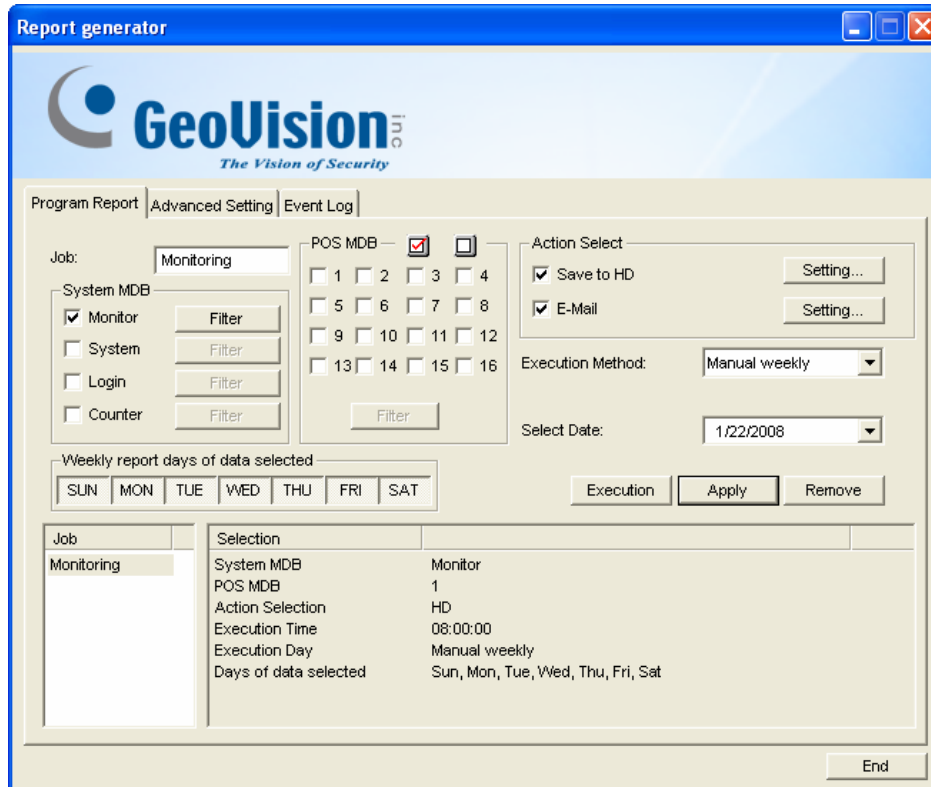 Report generator
GeoVision inc
The Vision of Security
Program Report Advanced Setting Event Log
Job: Monitoring
System MDB
Monitor Filter
System Filter
Login Filter
Counter Filter
POS MDB
1 2 3 4
5 6 7 8
9 10 11 12
13 14 15 16
Filter
Action Select
Save to HD Setting...
E-Mail Setting...
Execution Method: Manual weekly
Select Date: 1/22/2008
Weekly report days of data selected
SUN MON TUE WED THU FRI SAT
Execution Apply Remove
Job
Monitoring
Selection
System MDB Monitor
POS MDB 1
Action Selection HD
Execution Time 08:00:00
Execution Day Manual weekly
Days of data selected Sun, Mon, Tue, Wed, Thu, Fri, Sat
End